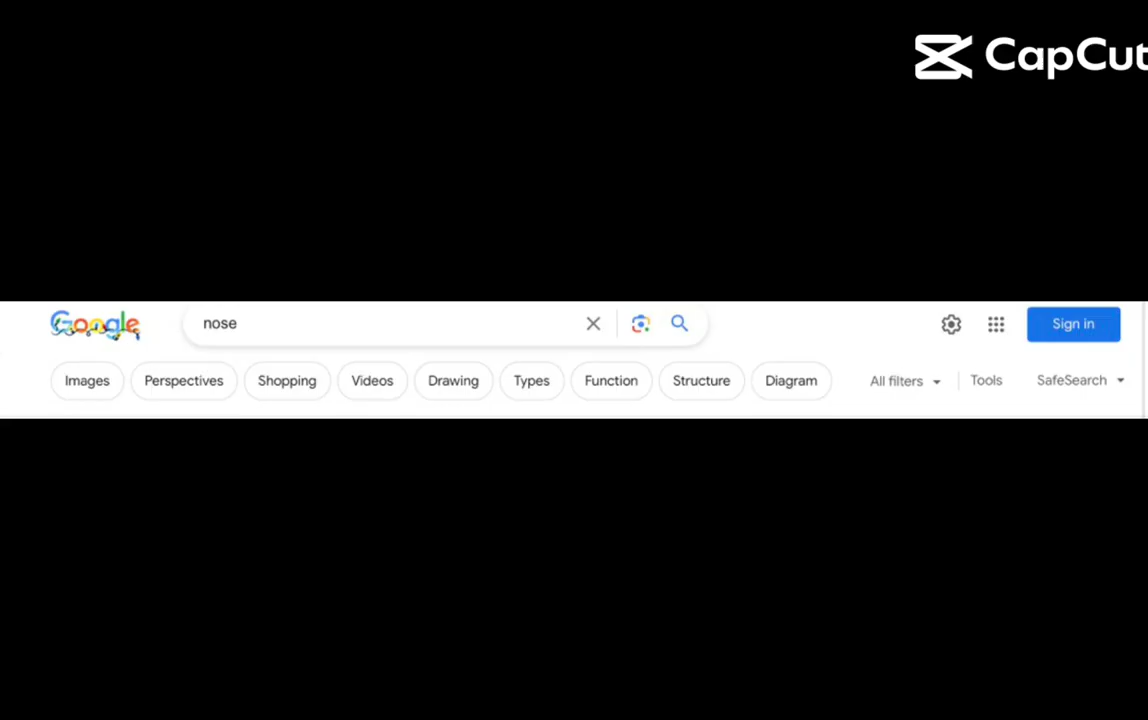 CapCut
Google nose Sign in
Images Perspectives Shopping Videos Drawing Types Function Structure Diagram All filters Tools SafeSearch